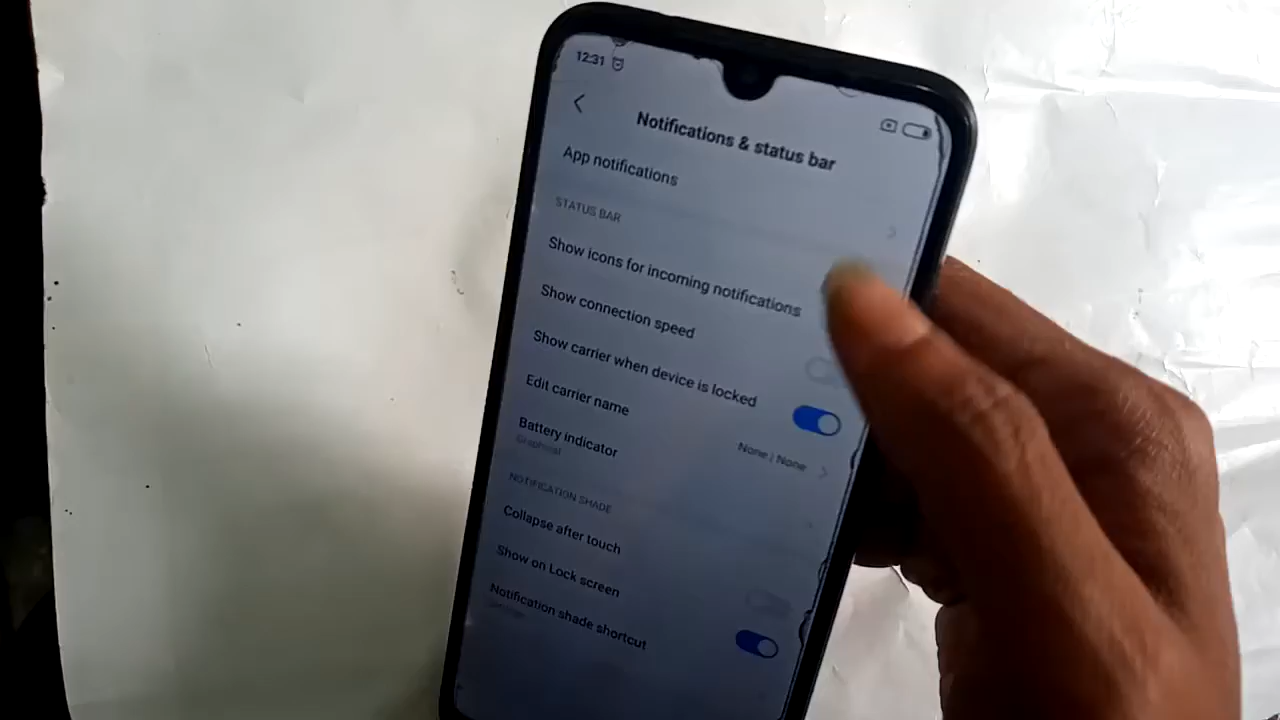 12:31
Notifications & status bar
App notifications
STATUS BAR
Show icons for incoming notifications
Show connection speed
Show carrier when device is locked
Edit carrier name
None | None
Battery indicator
Graphical
NOTIFICATION SHADE
Collapse after touch
Show on Lock screen
Notification shade shortcut
Settings